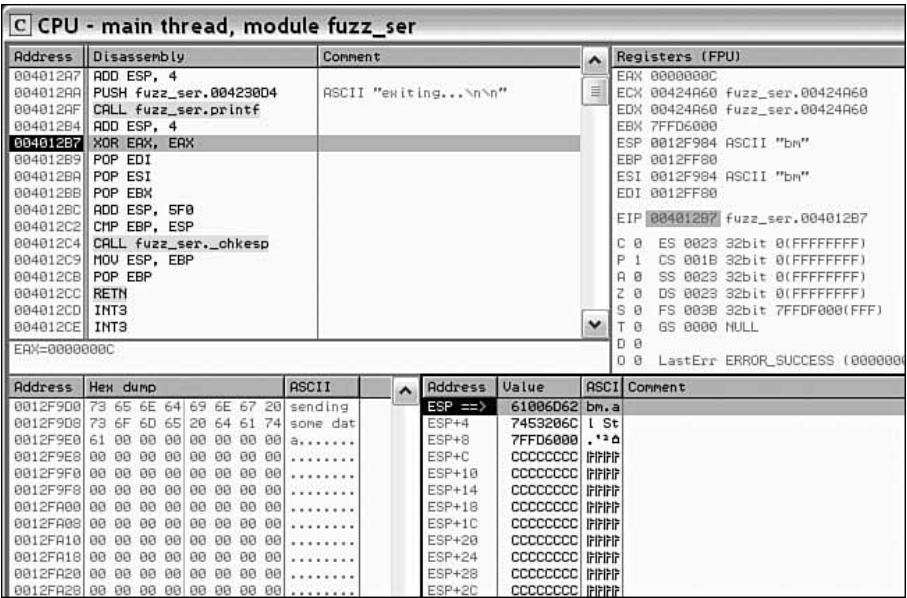 C CPU - main thread, module fuzz_ser
Address Disassembly Comment
004012A7 ADD ESP, 4
004012AA PUSH fuzz_ser.004230D4 ASCII "exiting...\n\n"
004012AF CALL fuzz_ser.printf
004012B4 ADD ESP, 4
004012B7 XOR EAX, EAX
004012B9 POP EDI
004012BA POP ESI
004012BB POP EBX
004012BC ADD ESP, 5F0
004012C2 CMP EBP, ESP
004012C4 CALL fuzz_ser._chkesp
004012C9 MOV ESP, EBP
004012CB POP EBP
004012CC RETN
004012CD INT3
004012CE INT3
EAX=0000000C
Registers (FPU)
EAX 0000000C
ECX 00424A60 fuzz_ser.00424A60
EDX 00424A60 fuzz_ser.00424A60
EBX 7FFD6000
ESP 0012F984 ASCII "bm"
EBP 0012FF80
ESI 0012F984 ASCII "bm"
EDI 0012FF80
EIP 004012B7 fuzz_ser.004012B7
C 0 ES 0023 32bit 0(FFFFFFFF)
P 1 CS 001B 32bit 0(FFFFFFFF)
A 0 SS 0023 32bit 0(FFFFFFFF)
Z 0 DS 0023 32bit 0(FFFFFFFF)
S 0 FS 003B 32bit 7FFDF000(FFF)
T 0 GS 0000 NULL
D 0
O 0 LastErr ERROR_SUCCESS (0000000
Address Hex dump ASCII
0012F9D0 73 65 6E 64 69 6E 67 20 sending
0012F9D8 73 6F 6D 65 20 64 61 74 some dat
0012F9E0 61 00 00 00 00 00 00 00 a.......
0012F9E8 00 00 00 00 00 00 00 00 ........
0012F9F0 00 00 00 00 00 00 00 00 ........
0012F9F8 00 00 00 00 00 00 00 00 ........
0012FA00 00 00 00 00 00 00 00 00 ........
0012FA08 00 00 00 00 00 00 00 00 ........
0012FA10 00 00 00 00 00 00 00 00 ........
0012FA18 00 00 00 00 00 00 00 00 ........
0012FA20 00 00 00 00 00 00 00 00 ........
0012FA28 00 00 00 00 00 00 00 00 ........
Address Value ASCI Comment
ESP ==> 61006D62 bm.a
ESP+4 7453206C l St
ESP+8 7FFD6000
ESP+C CCCCCCCC
ESP+10 CCCCCCCC
ESP+14 CCCCCCCC
ESP+18 CCCCCCCC
ESP+1C CCCCCCCC
ESP+20 CCCCCCCC
ESP+24 CCCCCCCC
ESP+28 CCCCCCCC
ESP+2C CCCCCCCC